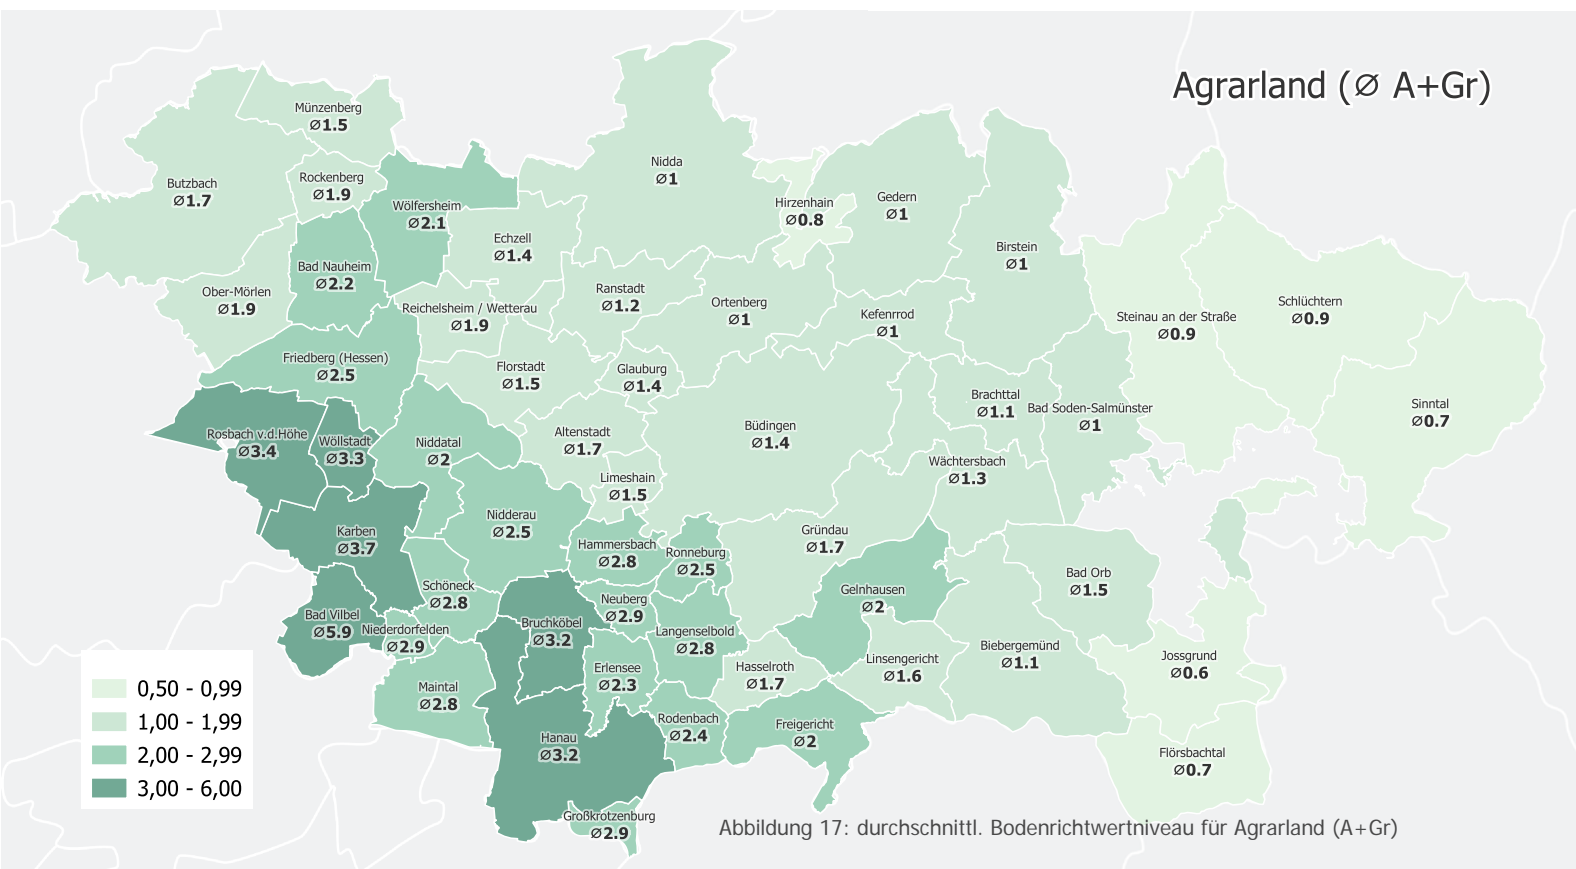 Agrarland (∅ A+Gr)
Münzenberg
∅1.5
Nidda
∅1
Rockenberg
∅1.9
Butzbach
∅1.7
Hirzenhain
∅0.8
Gedern
∅1
Wölfersheim
∅2.1
Echzell
∅1.4
Birstein
∅1
Bad Nauheim
∅2.2
Ober-Mörlen
∅1.9
Ranstadt
∅1.2
Ortenberg
∅1
Reichelsheim / Wetterau
∅1.9
Kefenrod
∅1
Schlüchtern
∅0.9
Steinau an der Straße
∅0.9
Friedberg (Hessen)
∅2.5
Florstadt
∅1.5
Glauburg
∅1.4
Brachttal
∅1.1
Bad Soden-Salmünster
∅1
Sinntal
∅0.7
Rosbach v.d.Höhe
∅3.4
Wöllstadt
∅3.3
Niddatal
∅2
Altenstadt
∅1.7
Büdingen
∅1.4
Wächtersbach
∅1.3
Limeshain
∅1.5
Karben
∅3.7
Nidderau
∅2.5
Hammersbach
∅2.8
Ronneburg
∅2.5
Gründau
∅1.7
Bad Orb
∅1.5
Schöneck
∅2.8
Gelnhausen
∅2
Neuberg
∅2.9
Bad Vilbel
∅5.9
Niederdorfelden
∅2.9
Bruchköbel
∅3.2
Langenselbold
∅2.8
Biebergemünd
∅1.1
Linsengericht
∅1.6
Jossgrund
∅0.6
Erlensee
∅2.3
Hasselroth
∅1.7
Maintal
∅2.8
Rodenbach
∅2.4
Freigericht
∅2
Hanau
∅3.2
Flörsbachtal
∅0.7
Großkrotzenburg
∅2.9
0,50 - 0,99
1,00 - 1,99
2,00 - 2,99
3,00 - 6,00
Abbildung 17: durchschnittl. Bodenrichtwertniveau für Agrarland (A+Gr)